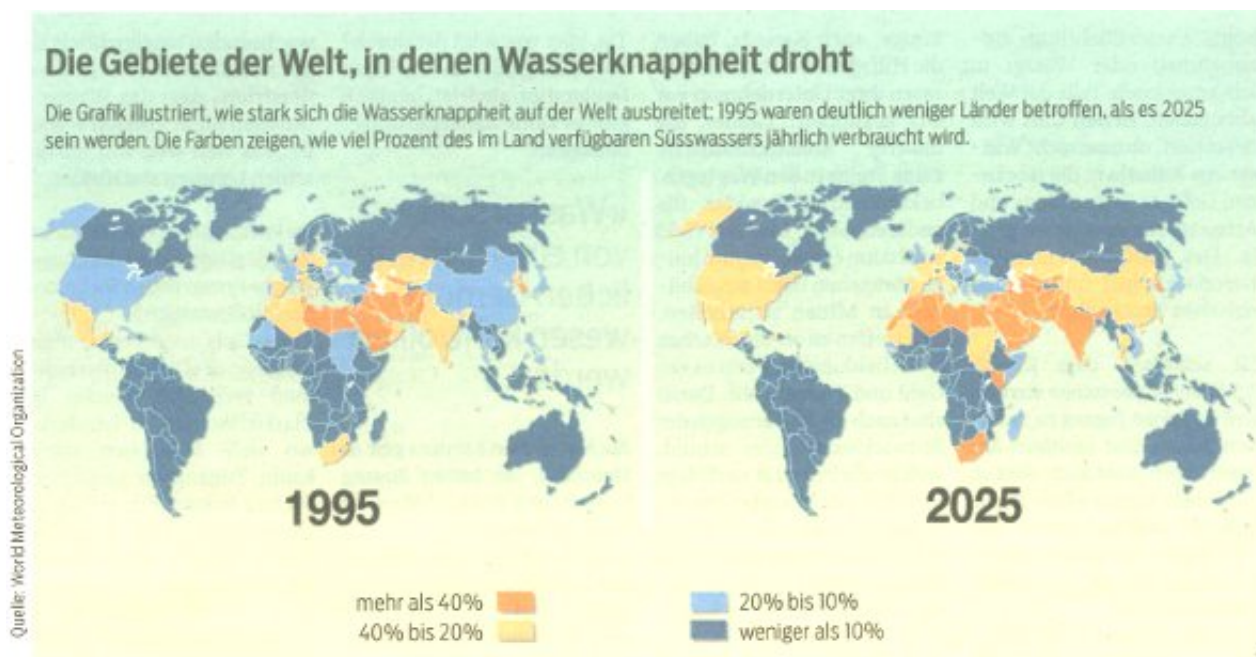 Die Gebiete der Welt, in denen Wasserknappheit droht
Die Grafik illustriert, wie stark sich die Wasserknappheit auf der Welt ausbreitet: 1995 waren deutlich weniger Länder betroffen, als es 2025
sein werden. Die Farben zeigen, wie viel Prozent des im Land verfügbaren Süsswassers jährlich verbraucht wird.
1995
2025
mehr als 40%
40% bis 20%
20% bis 10%
weniger als 10%
Quelle: World Meteorological Organization